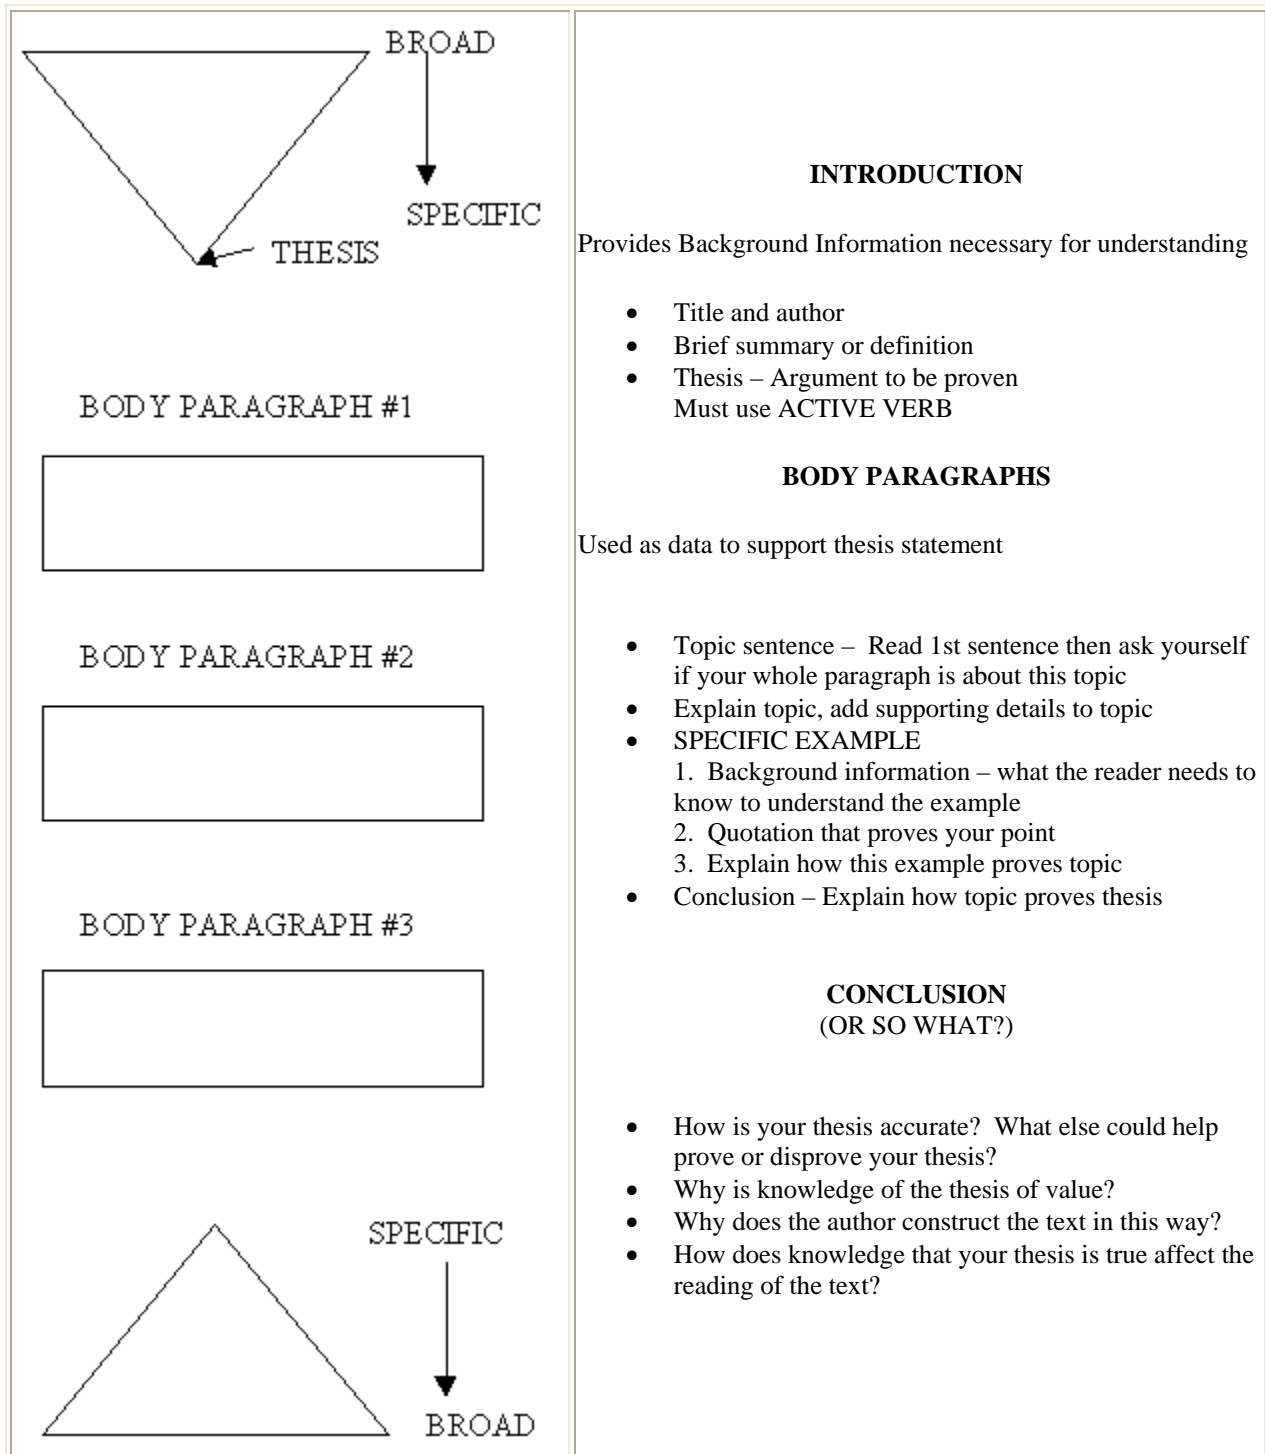 BROAD
SPECIFIC
THESIS
BODY PARAGRAPH #1
BODY PARAGRAPH #2
BODY PARAGRAPH #3
SPECIFIC
BROAD
INTRODUCTION
Provides Background Information necessary for understanding
• Title and author
• Brief summary or definition
• Thesis – Argument to be proven
Must use ACTIVE VERB
BODY PARAGRAPHS
Used as data to support thesis statement
• Topic sentence – Read 1st sentence then ask yourself
if your whole paragraph is about this topic
• Explain topic, add supporting details to topic
• SPECIFIC EXAMPLE
1. Background information – what the reader needs to
know to understand the example
2. Quotation that proves your point
3. Explain how this example proves topic
• Conclusion – Explain how topic proves thesis
CONCLUSION
(OR SO WHAT?)
• How is your thesis accurate? What else could help
prove or disprove your thesis?
• Why is knowledge of the thesis of value?
• Why does the author construct the text in this way?
• How does knowledge that your thesis is true affect the
reading of the text?